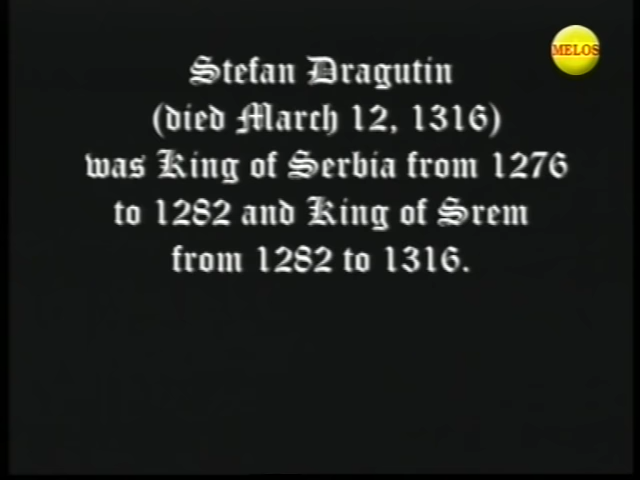 MELOS
Stefan Dragutin
(died March 12, 1316)
was King of Serbia from 1276
to 1282 and King of Srem
from 1282 to 1316.